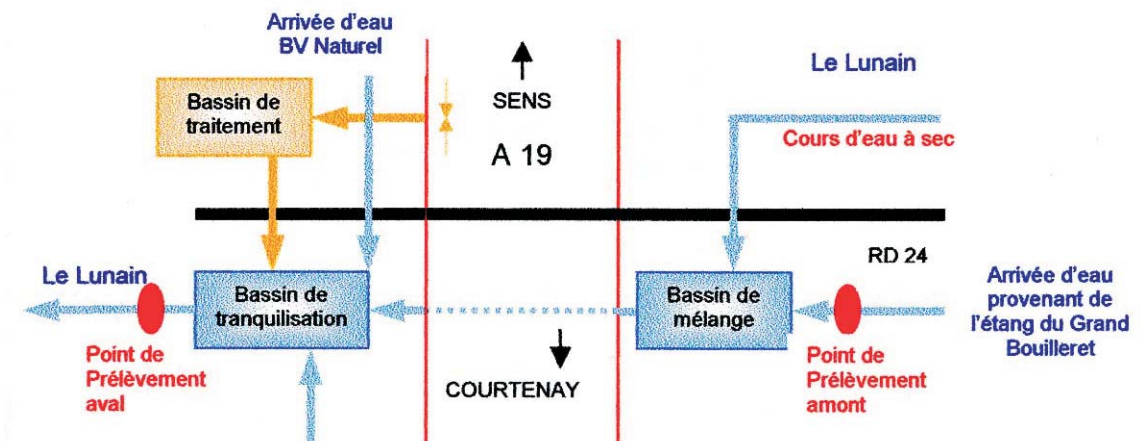 Arrivée d'eau
BV Naturel
Bassin de
traitement
SENS
A 19
Le Lunain
Cours d'eau à sec
RD 24
Le Lunain
Bassin de
tranquilisation
Bassin de
mélange
Arrivée d'eau
provenant de
l'étang du Grand
Bouilleret
Point de
Prélèvement
aval
COURTENAY
Point de
Prélèvement
amont